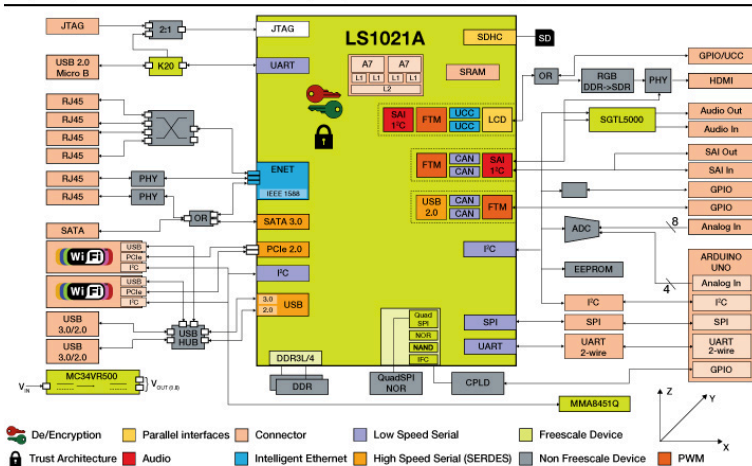 JTAG
2:1
JTAG
LS1021A
SDHC
SD
GPIO/UCC
USB 2.0
Micro B
K20
UART
A7
A7
L1
L1
L1
L1
L2
SRAM
OR
RGB
DDR->SDR
PHY
HDMI
RJ45
RJ45
RJ45
RJ45
SAI
I²C
FTM
UCC
UCC
LCD
SGTL5000
Audio Out
Audio In
SAI Out
SAI In
FTM
CAN
CAN
SAI
I²C
RJ45
PHY
ENET
IEEE 1588
RJ45
PHY
GPIO
USB
2.0
CAN
CAN
FTM
GPIO
SATA
OR
SATA 3.0
ADC
8
Analog In
WiFi
USB
PCIe
I²C
PCIe 2.0
I²C
I²C
EEPROM
4
ARDUINO
UNO
Analog In
WiFi
USB
PCIe
I²C
3.0
2.0
USB
I²C
I²C
USB
3.0/2.0
USB
3.0/2.0
USB
HUB
Quad
SPI
NOR
NAND
IFC
SPI
SPI
SPI
UART
UART
2-wire
UART
2-wire
DDR3L/4
DDR
QuadSPI
NOR
CPLD
GPIO
MC34VR500
VIN
VOUT (1,8)
MMA8451Q
Z
Y
X
De/Encryption
Parallel interfaces
Connector
Low Speed Serial
Freescale Device
Trust Architecture
Audio
Intelligent Ethernet
High Speed Serial (SERDES)
Non Freescale Device
PWM